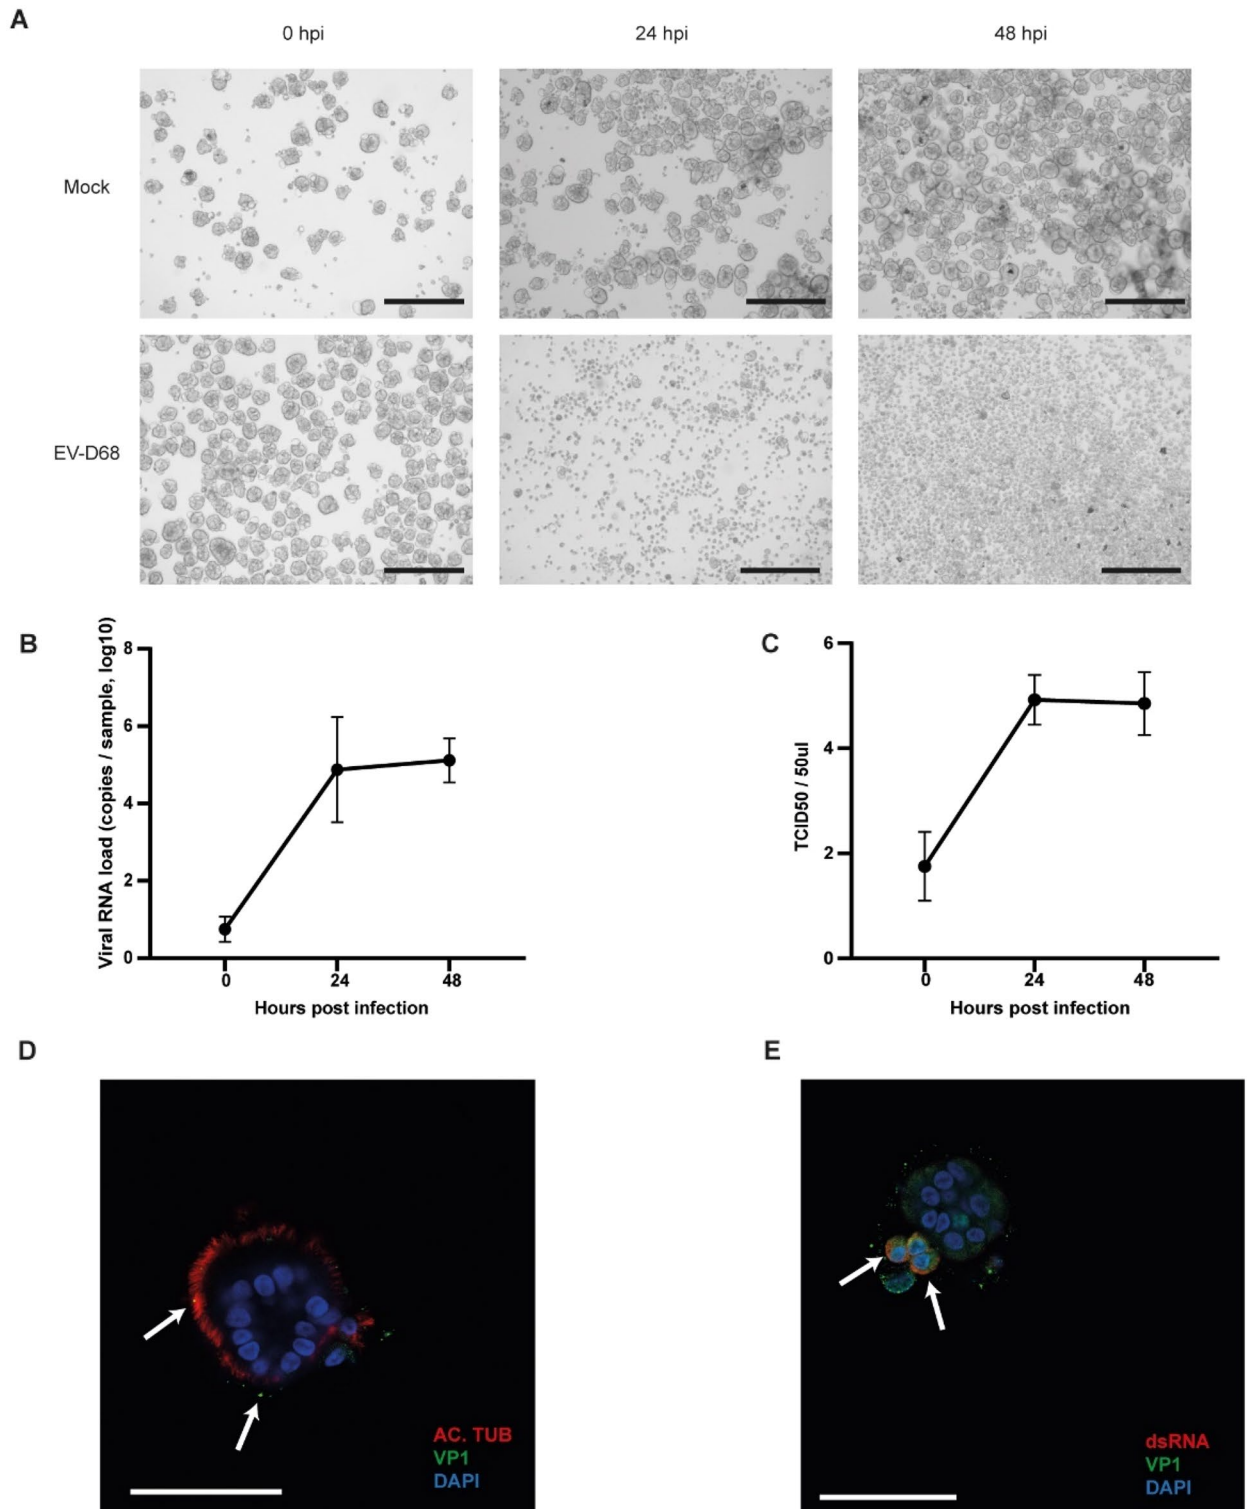 A
0 hpi
24 hpi
48 hpi
Mock
EV-D68
B
Viral RNA load (copies / sample, log10)
8
6
4
2
0
0
24
48
Hours post infection
C
TCID50 / 50ul
6
4
2
0
0
24
48
Hours post infection
D
AC. TUB
VP1
DAPI
E
dsRNA
VP1
DAPI